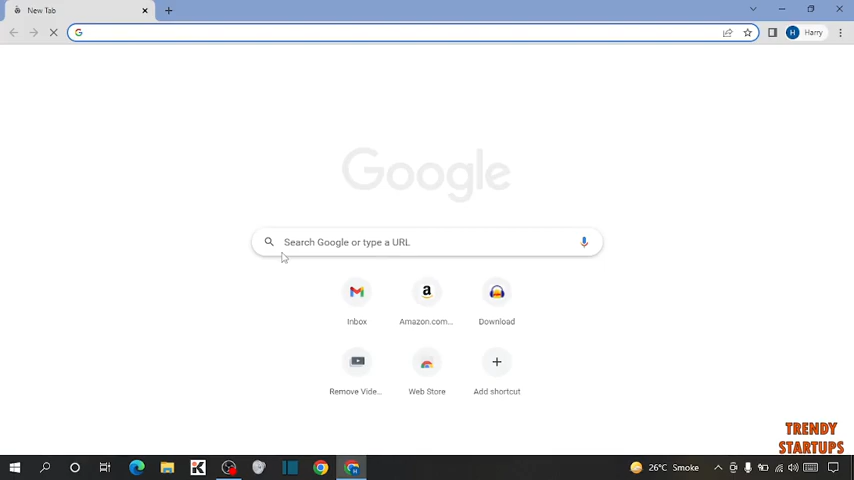 New Tab
Harry
Google
Search Google or type a URL
Inbox
Amazon.com...
Download
Remove Vide...
Web Store
Add shortcut
TRENDY
STARTUPS
26°C Smoke